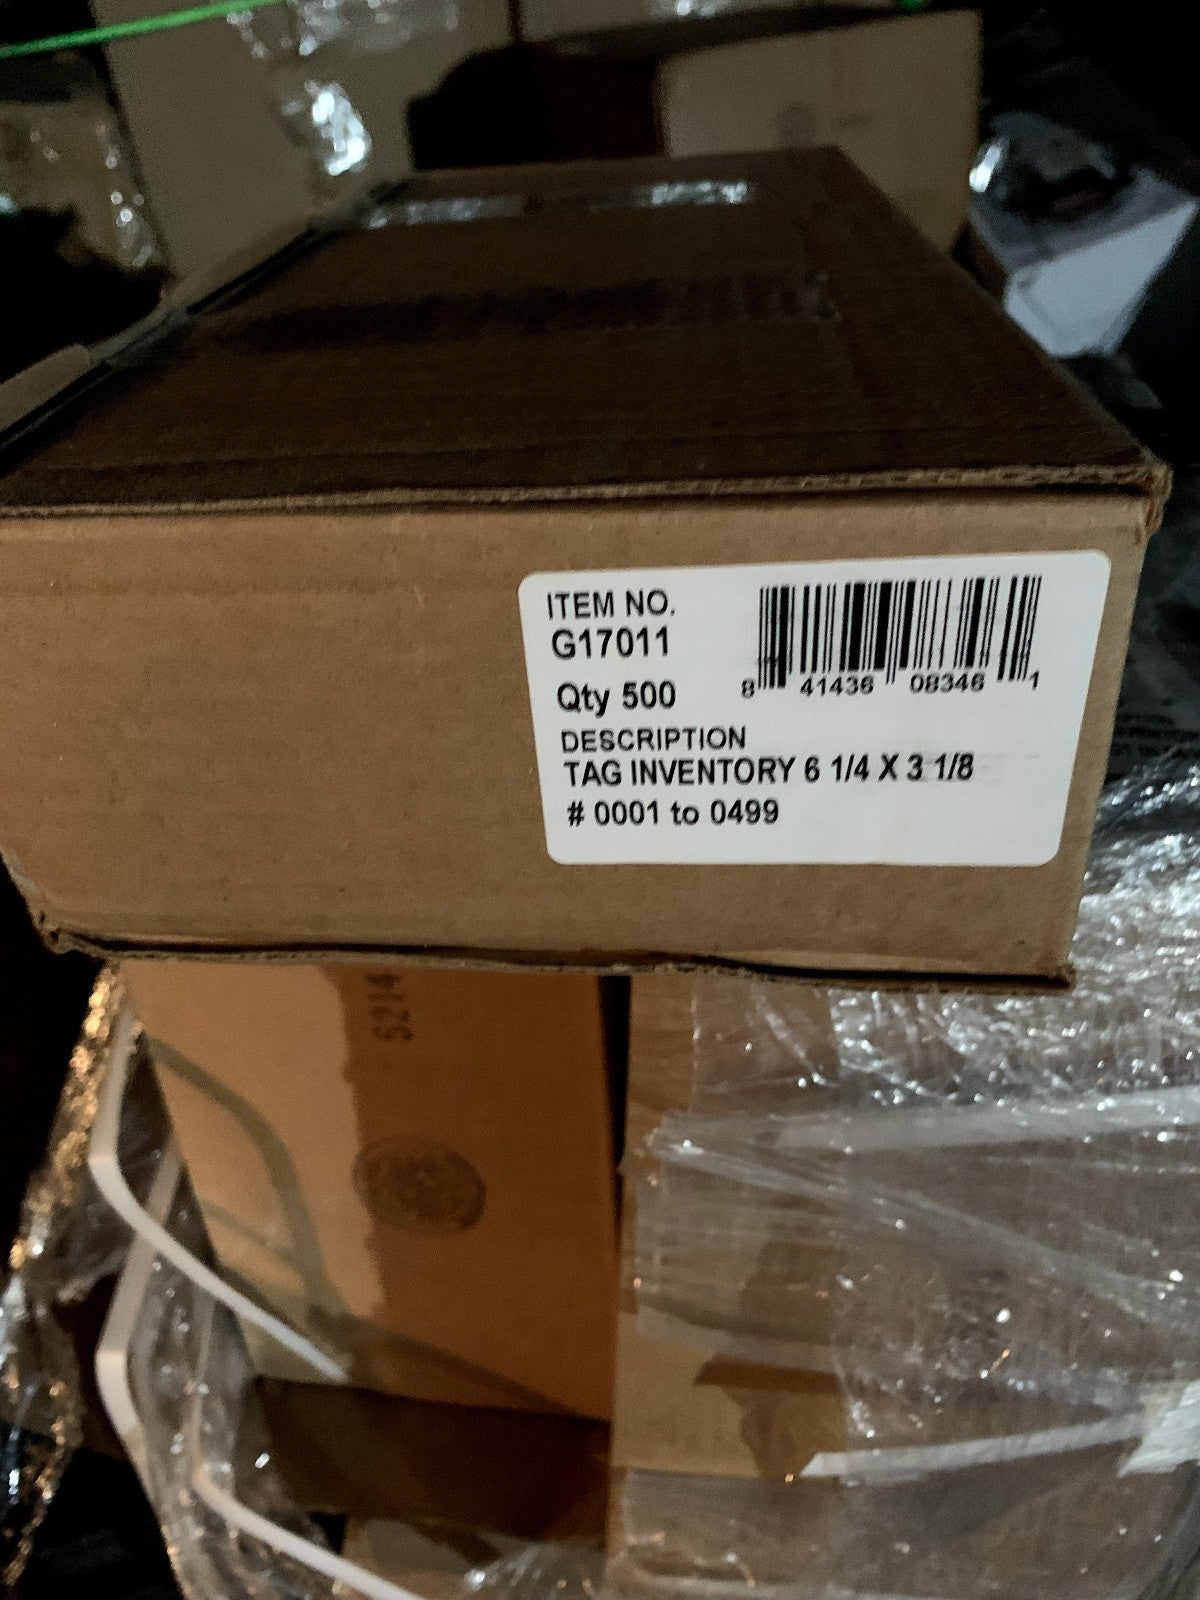 ITEM NO.
G17011
Qty 500
8 41436 08346 1
DESCRIPTION
TAG INVENTORY 6 1/4 X 3 1/8
# 0001 to 0499
5214